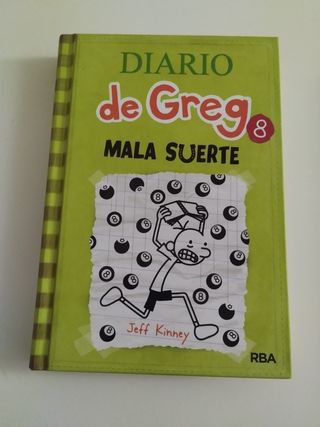 DIARIO
de Greg 8
MALA SUERTE
Jeff Kinney
RBA